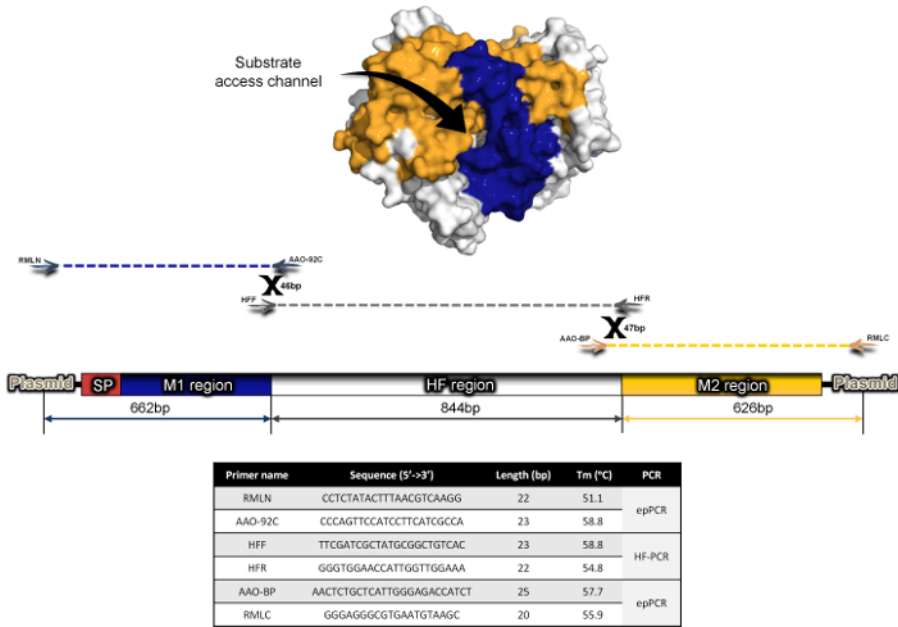 Substrate
access channel
RMLN
AAO-92C
X 46bp
HFF
HFR
X 47bp
AAO-BP
RMLC
Plasmid SP M1 region HF region M2 region Plasmid
662bp 844bp 626bp
Primer name Sequence (5'->3') Length (bp) Tm (°C) PCR
RMLN CCTCTATACTTTAACGTCAAGG 22 51.1 epPCR
AAO-92C CCCAGTTCCATCCTTCATCGCCA 23 58.8
HFF TTCGATCGCTATGCGGCTGTCAC 23 58.8 HF-PCR
HFR GGGTGGAACCATTGGTTGGAAA 22 54.8
AAO-BP AACTCTGCTCATTGGGAGACCATCT 25 57.7 epPCR
RMLC GGGAGGGCGTGAATGTAAGC 20 55.9